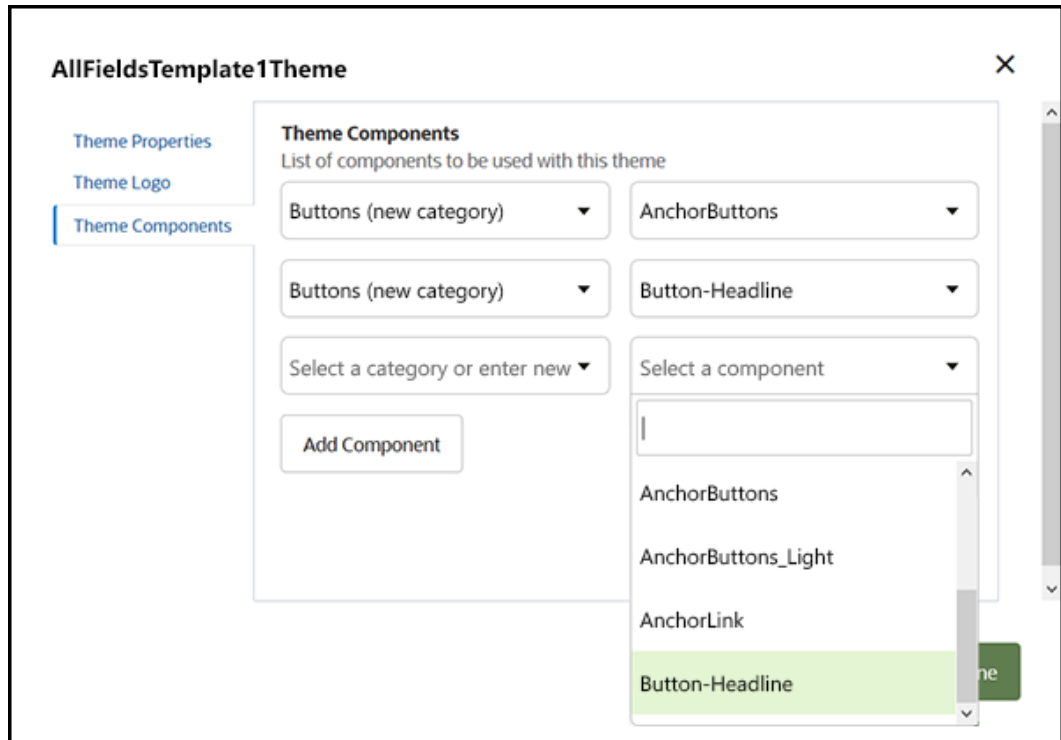 AllFieldsTemplate1Theme
Theme Properties
Theme Logo
Theme Components
Theme Components
List of components to be used with this theme
Buttons (new category)
AnchorButtons
Buttons (new category)
Button-Headline
Select a category or enter new
Select a component
Add Component
AnchorButtons
AnchorButtons_Light
AnchorLink
Button-Headline
ne